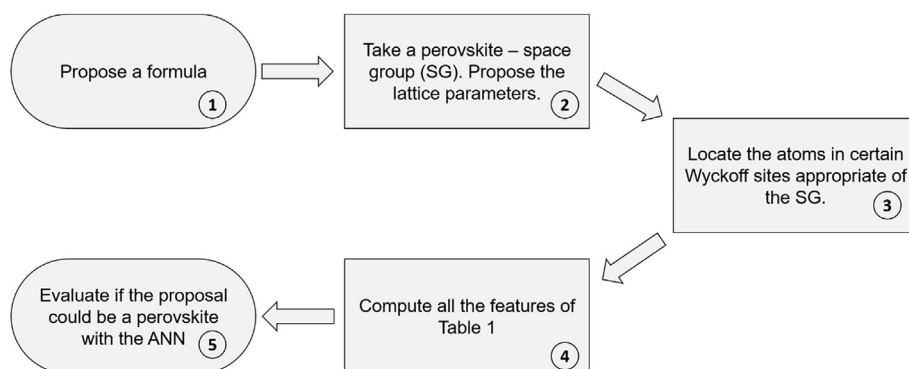 Propose a formula
1
Take a perovskite – space
group (SG). Propose the
lattice parameters.
2
Locate the atoms in certain
Wyckoff sites appropriate of
the SG.
3
Compute all the features of
Table 1
4
Evaluate if the proposal
could be a perovskite
with the ANN
5